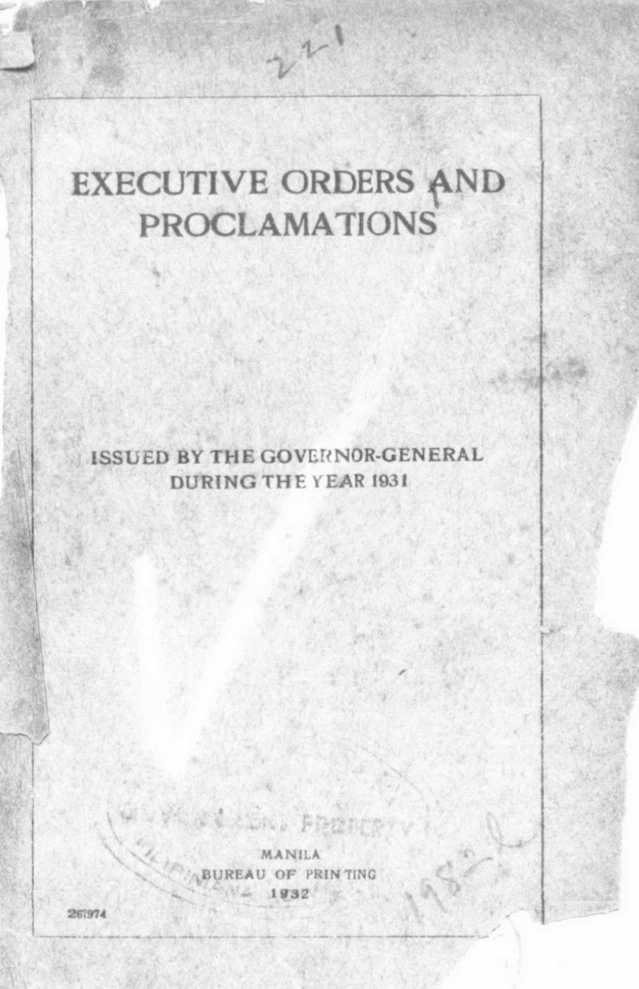 221
EXECUTIVE ORDERS AND
PROCLAMATIONS
ISSUED BY THE GOVERNOR-GENERAL
DURING THE YEAR 1931
PROPERTY
MANILA
BUREAU OF PRINTING
1932
267974